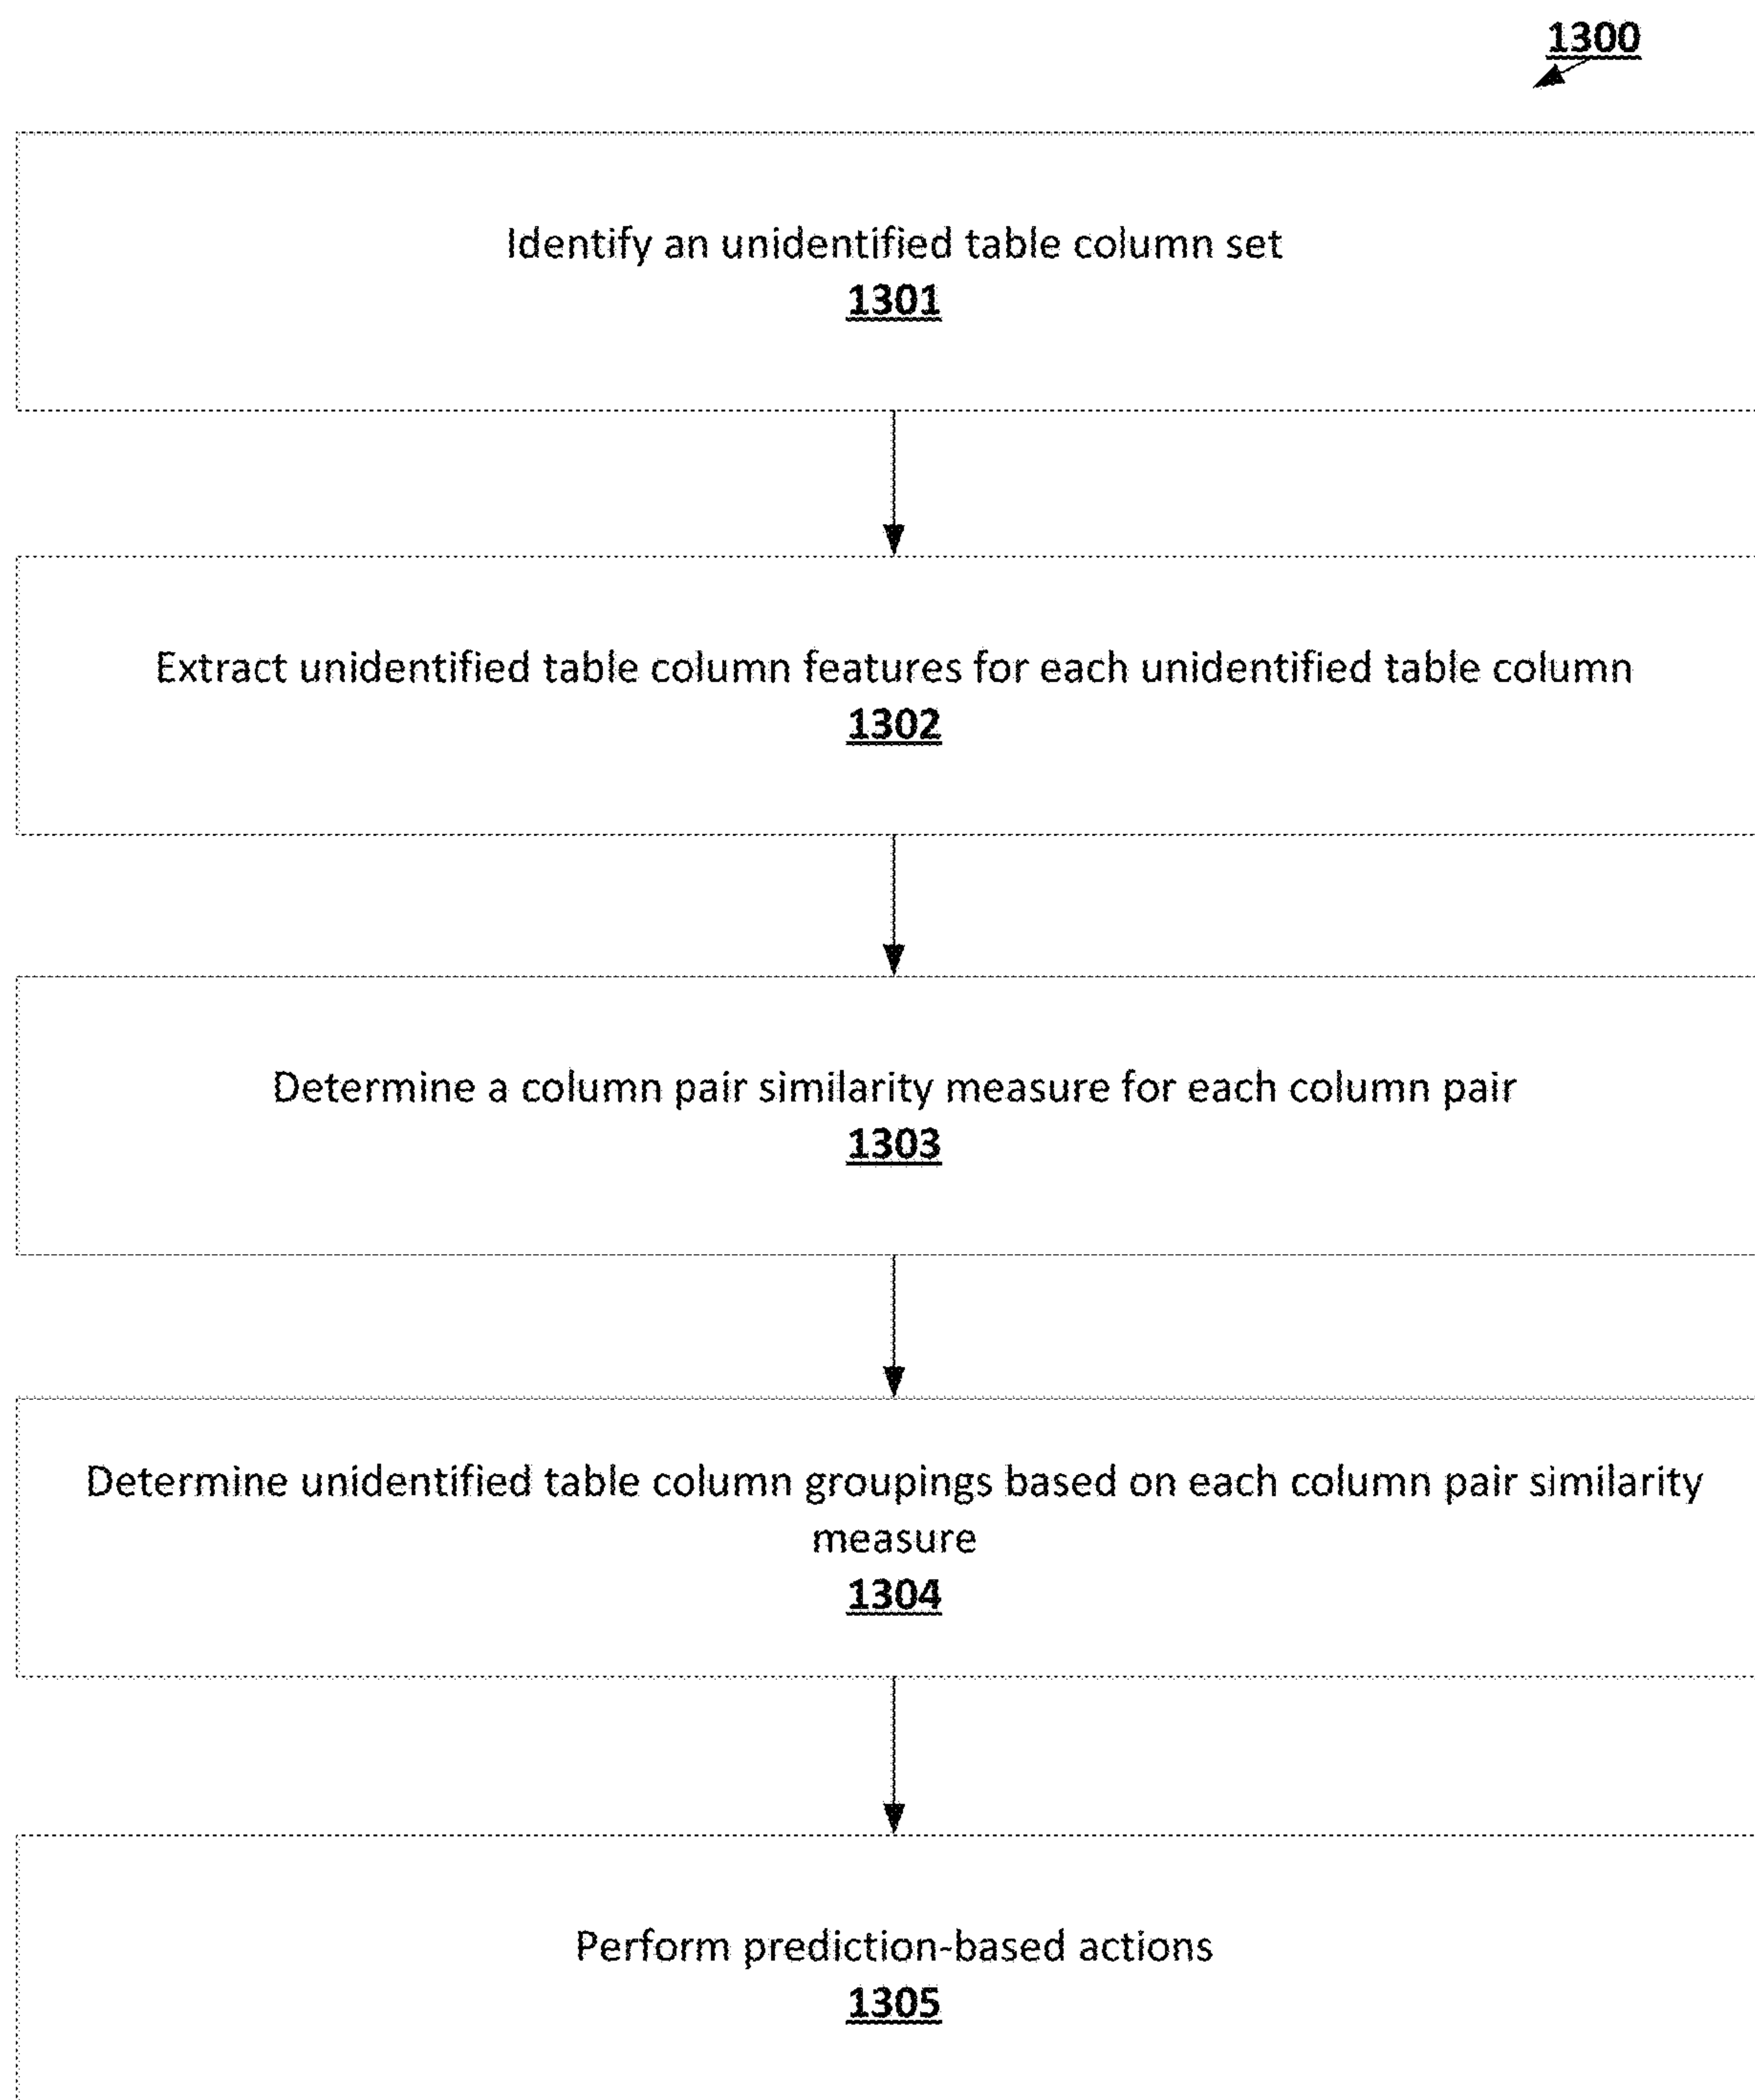 1300
Identify an unidentified table column set
1301
Extract unidentified table column features for each unidentified table column
1302
Determine a column pair similarity measure for each column pair
1303
Determine unidentified table column groupings based on each column pair similarity
measure
1304
Perform prediction-based actions
1305